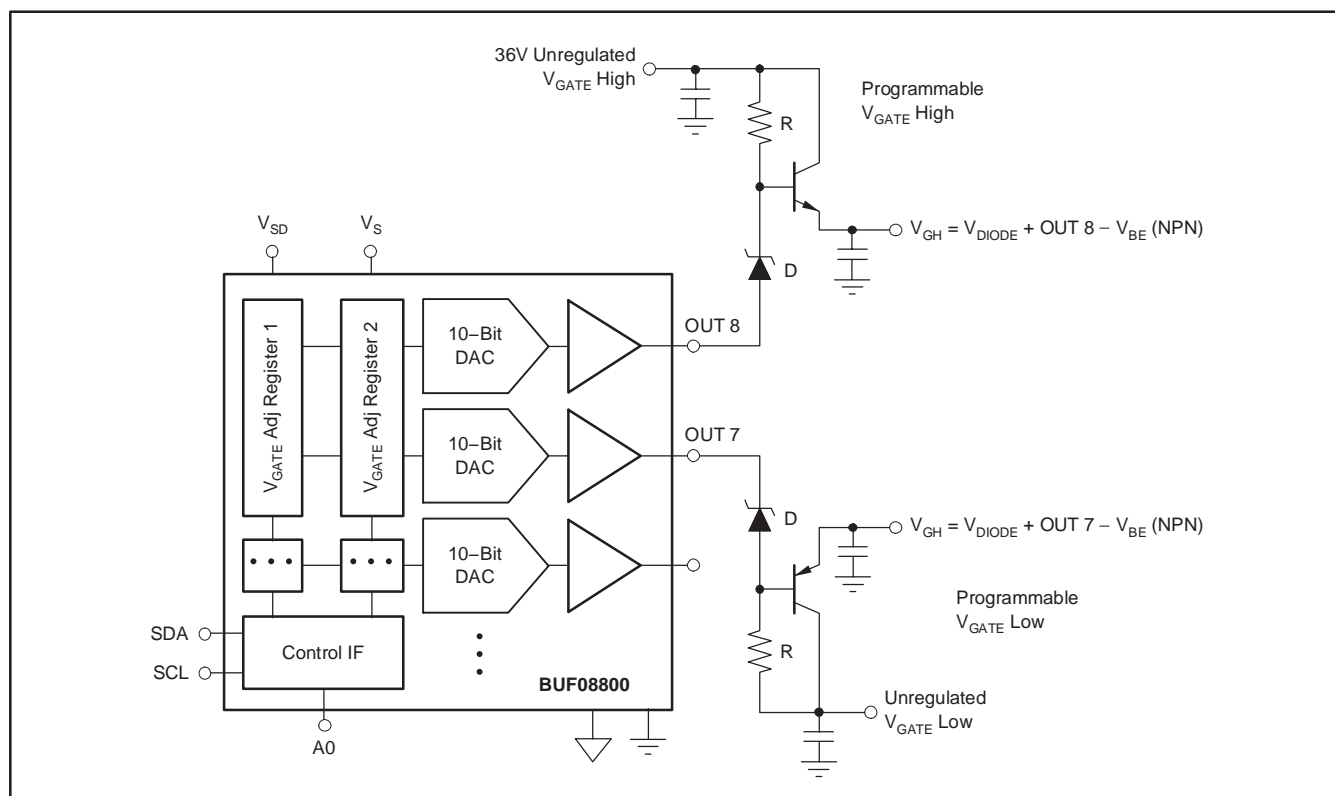 36V Unregulated
V_GATE High
Programmable
V_GATE High
R
V_GH = V_DIODE + OUT 8 − V_BE (NPN)
D
V_SD
V_S
V_GATE Adj Register 1
V_GATE Adj Register 2
10−Bit
DAC
OUT 8
10−Bit
DAC
OUT 7
D
V_GH = V_DIODE + OUT 7 − V_BE (NPN)
10−Bit
DAC
Programmable
V_GATE Low
R
SDA
SCL
Control IF
BUF08800
Unregulated
V_GATE Low
A0